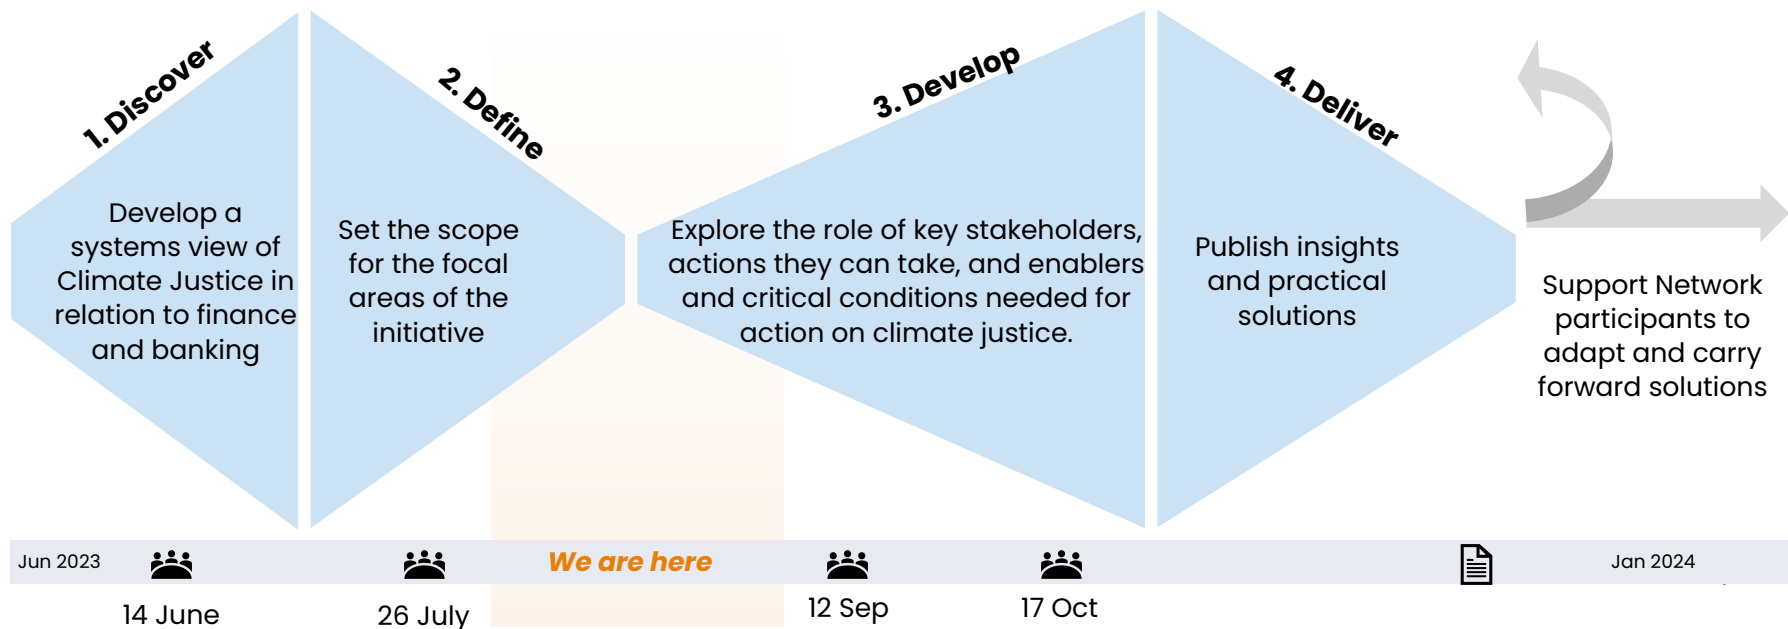 1. Discover
Develop a
systems view of
Climate Justice in
relation to finance
and banking
2. Define
Set the scope
for the focal
areas of the
initiative
3. Develop
Explore the role of key stakeholders,
actions they can take, and enablers
and critical conditions needed for
action on climate justice.
4. Deliver
Publish insights
and practical
solutions
Support Network
participants to
adapt and carry
forward solutions
Jun 2023
We are here
Jan 2024
14 June
26 July
12 Sep
17 Oct